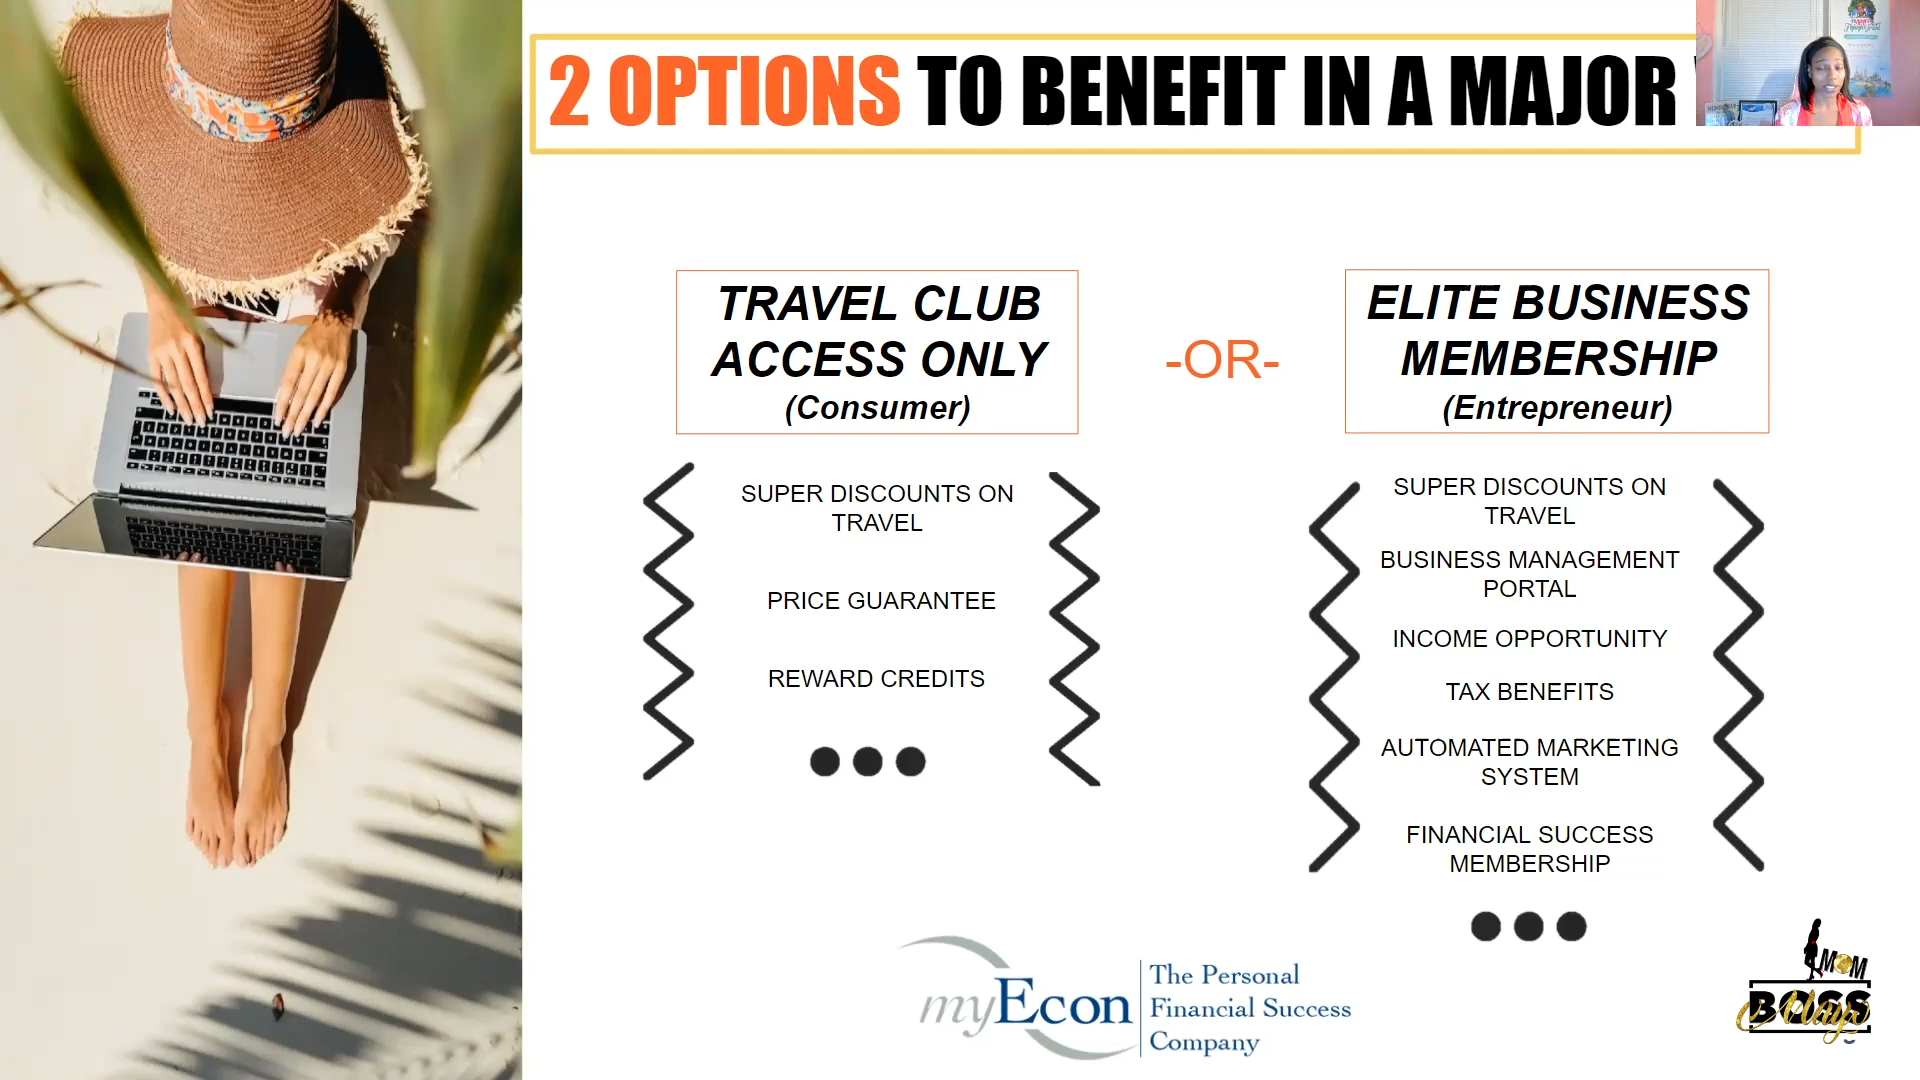 2 OPTIONS TO BENEFIT IN A MAJOR
TRAVEL CLUB
ACCESS ONLY
(Consumer)
-OR-
ELITE BUSINESS
MEMBERSHIP
(Entrepreneur)
SUPER DISCOUNTS ON
TRAVEL
PRICE GUARANTEE
REWARD CREDITS
SUPER DISCOUNTS ON
TRAVEL
BUSINESS MANAGEMENT
PORTAL
INCOME OPPORTUNITY
TAX BENEFITS
AUTOMATED MARKETING
SYSTEM
FINANCIAL SUCCESS
MEMBERSHIP
myEcon
The Personal
Financial Success
Company
MOM
BOSS
Mayo